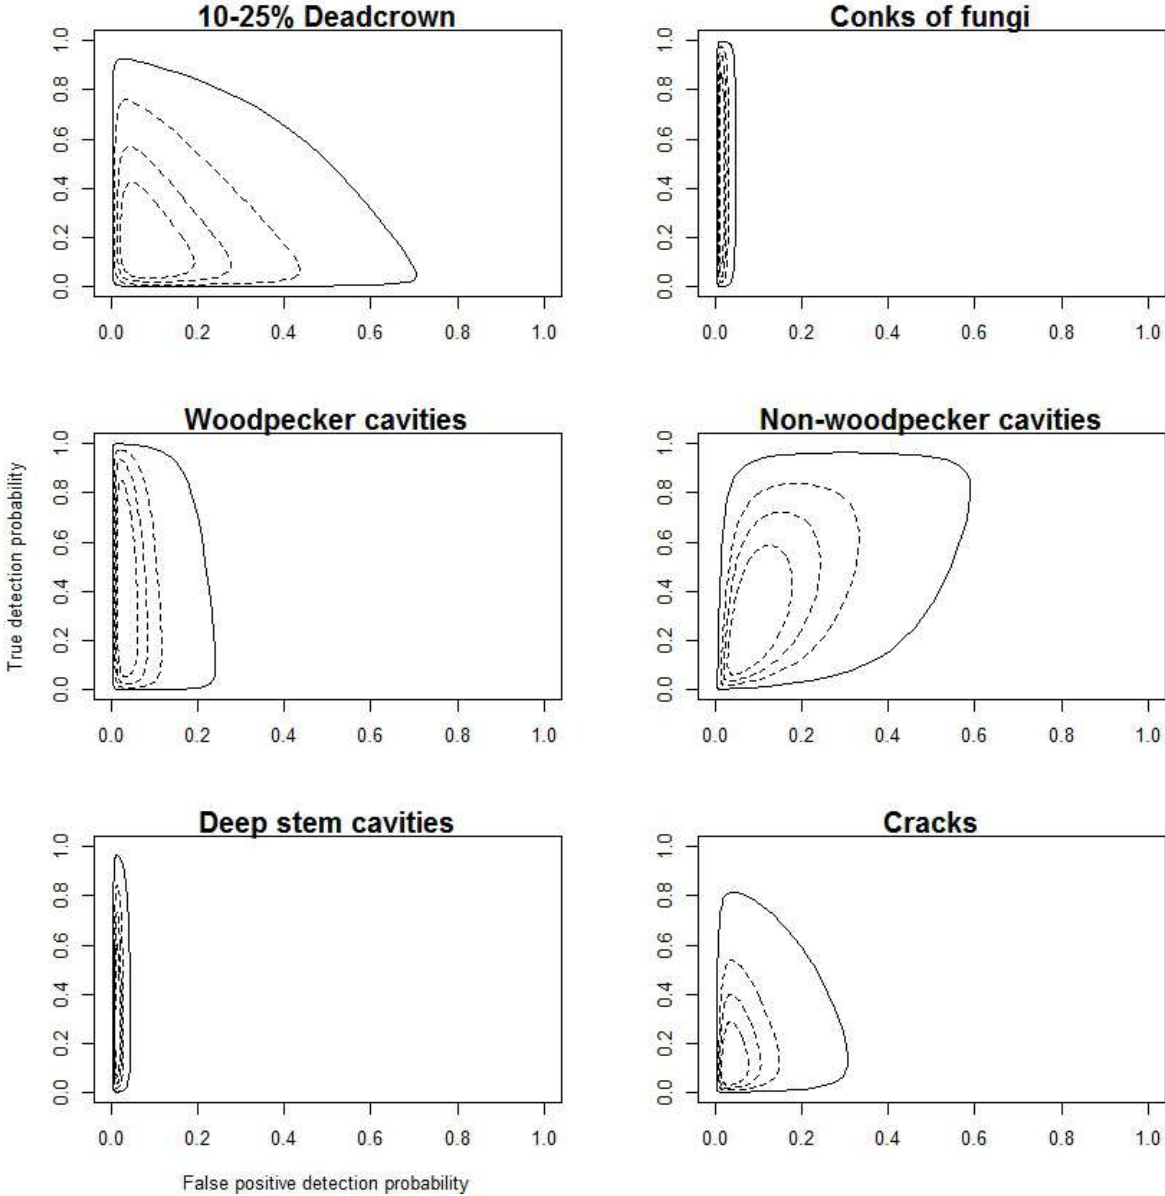 10-25% Deadcrown
Conks of fungi
1.0
0.8
0.6
0.4
0.2
0.0
0.0 0.2 0.4 0.6 0.8 1.0
1.0
0.8
0.6
0.4
0.2
0.0
0.0 0.2 0.4 0.6 0.8 1.0
Woodpecker cavities
Non-woodpecker cavities
True detection probability
1.0
0.8
0.6
0.4
0.2
0.0
0.0 0.2 0.4 0.6 0.8 1.0
1.0
0.8
0.6
0.4
0.2
0.0
0.0 0.2 0.4 0.6 0.8 1.0
Deep stem cavities
Cracks
1.0
0.8
0.6
0.4
0.2
0.0
0.0 0.2 0.4 0.6 0.8 1.0
1.0
0.8
0.6
0.4
0.2
0.0
0.0 0.2 0.4 0.6 0.8 1.0
False positive detection probability